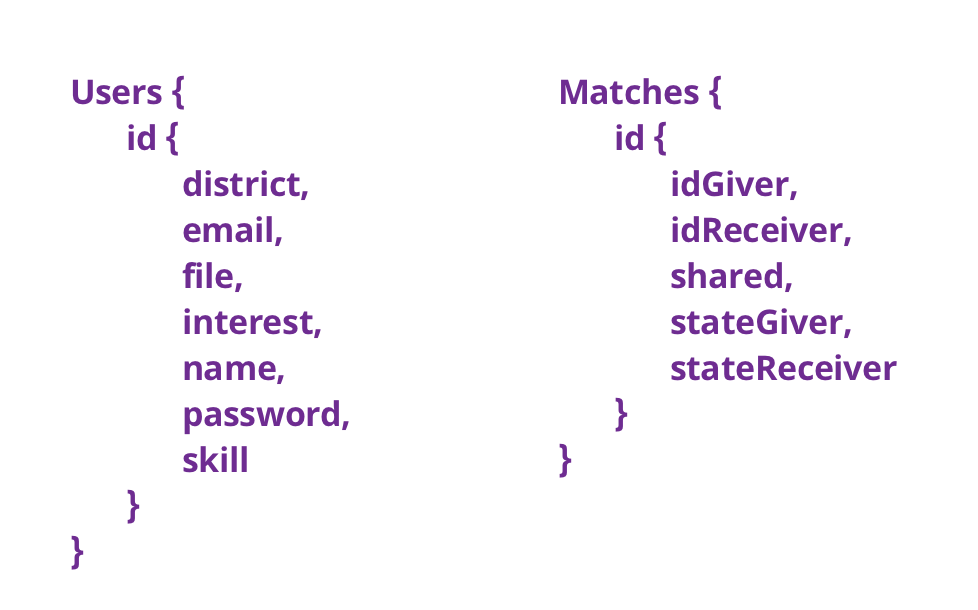 Users {
id {
district,
email,
file,
interest,
name,
password,
skill
}
}
Matches {
id {
idGiver,
idReceiver,
shared,
stateGiver,
stateReceiver
}
}